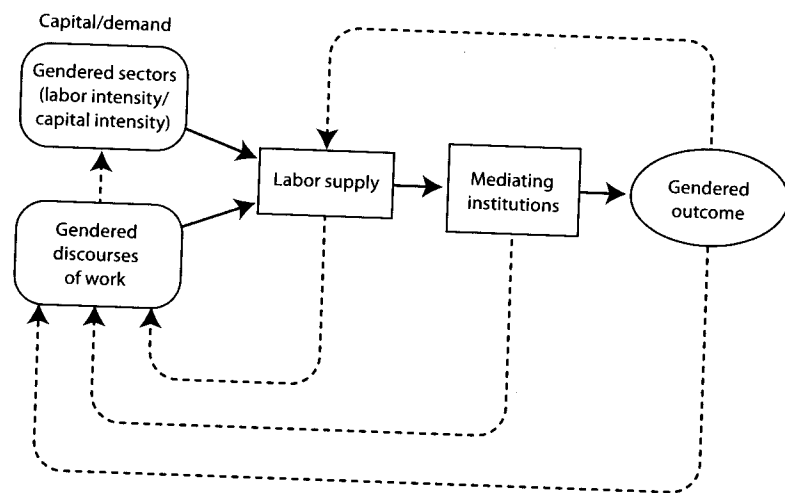 Capital/demand
Gendered sectors
(labor intensity/
capital intensity)
Labor supply
Mediating
institutions
Gendered
outcome
Gendered
discourses
of work